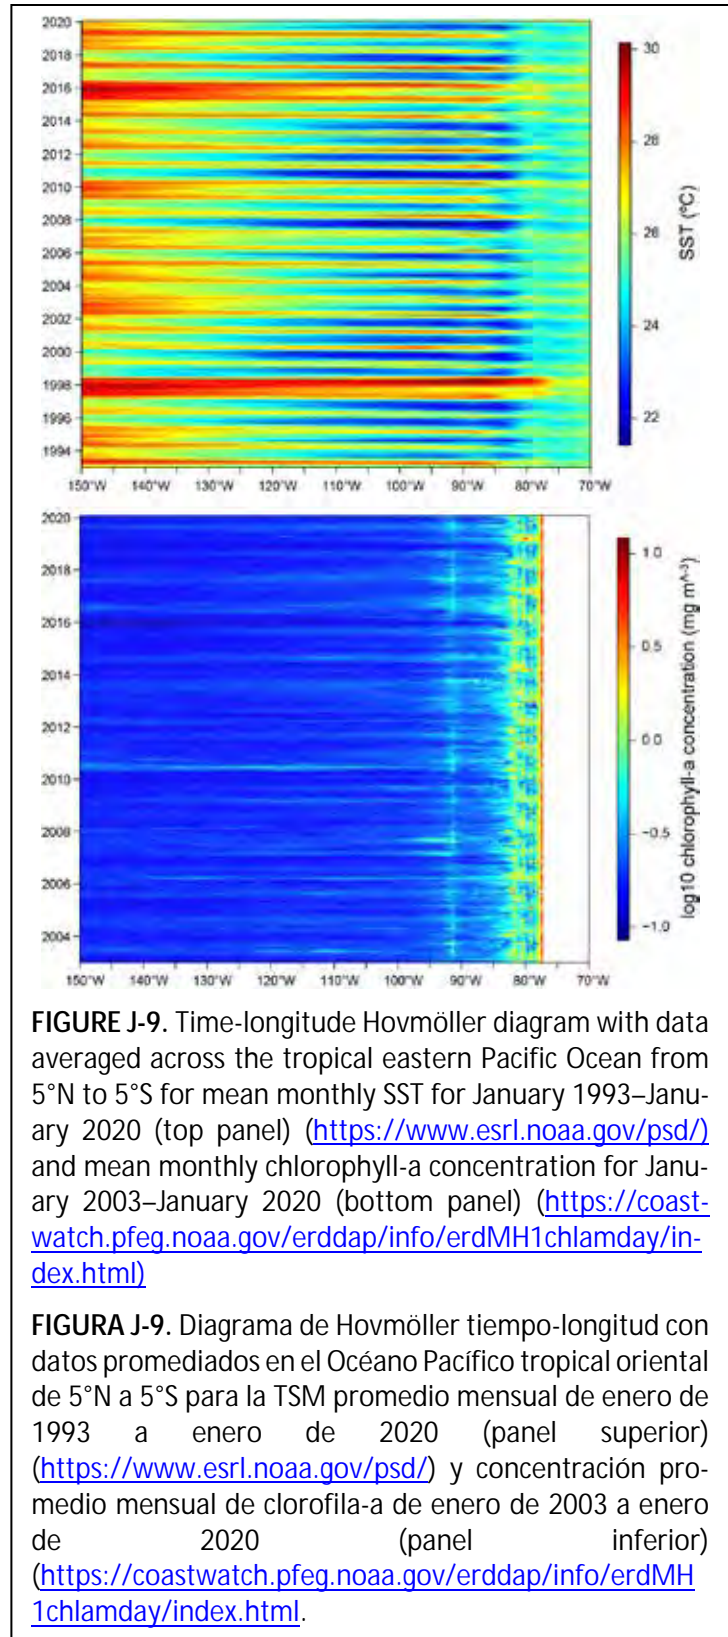 2020
2018
2016
2014
2012
2010
2008
2006
2004
2002
2000
1998
1996
1994
150°W 140°W 130°W 120°W 110°W 100°W 90°W 80°W 70°W
30
28
26
24
22
SST (°C)
2020
2018
2016
2014
2012
2010
2008
2006
2004
150°W 140°W 130°W 120°W 110°W 100°W 90°W 80°W 70°W
1.0
0.5
0.0
−0.5
−1.0
log10 chlorophyll-a concentration (mg m^-3)
FIGURE J-9. Time-longitude Hovmöller diagram with data
averaged across the tropical eastern Pacific Ocean from
5°N to 5°S for mean monthly SST for January 1993–Janu-
ary 2020 (top panel) (https://www.esrl.noaa.gov/psd/)
and mean monthly chlorophyll-a concentration for Janu-
ary 2003–January 2020 (bottom panel) (https://coast-
watch.pfeg.noaa.gov/erddap/info/erdMH1chlamday/in-
dex.html)
FIGURA J-9. Diagrama de Hovmöller tiempo-longitud con
datos promediados en el Océano Pacífico tropical oriental
de 5°N a 5°S para la TSM promedio mensual de enero de
1993 a enero de 2020 (panel superior)
(https://www.esrl.noaa.gov/psd/) y concentración pro-
medio mensual de clorofila-a de enero de 2003 a enero
de 2020 (panel inferior)
(https://coastwatch.pfeg.noaa.gov/erddap/info/erdMH
1chlamday/index.html.